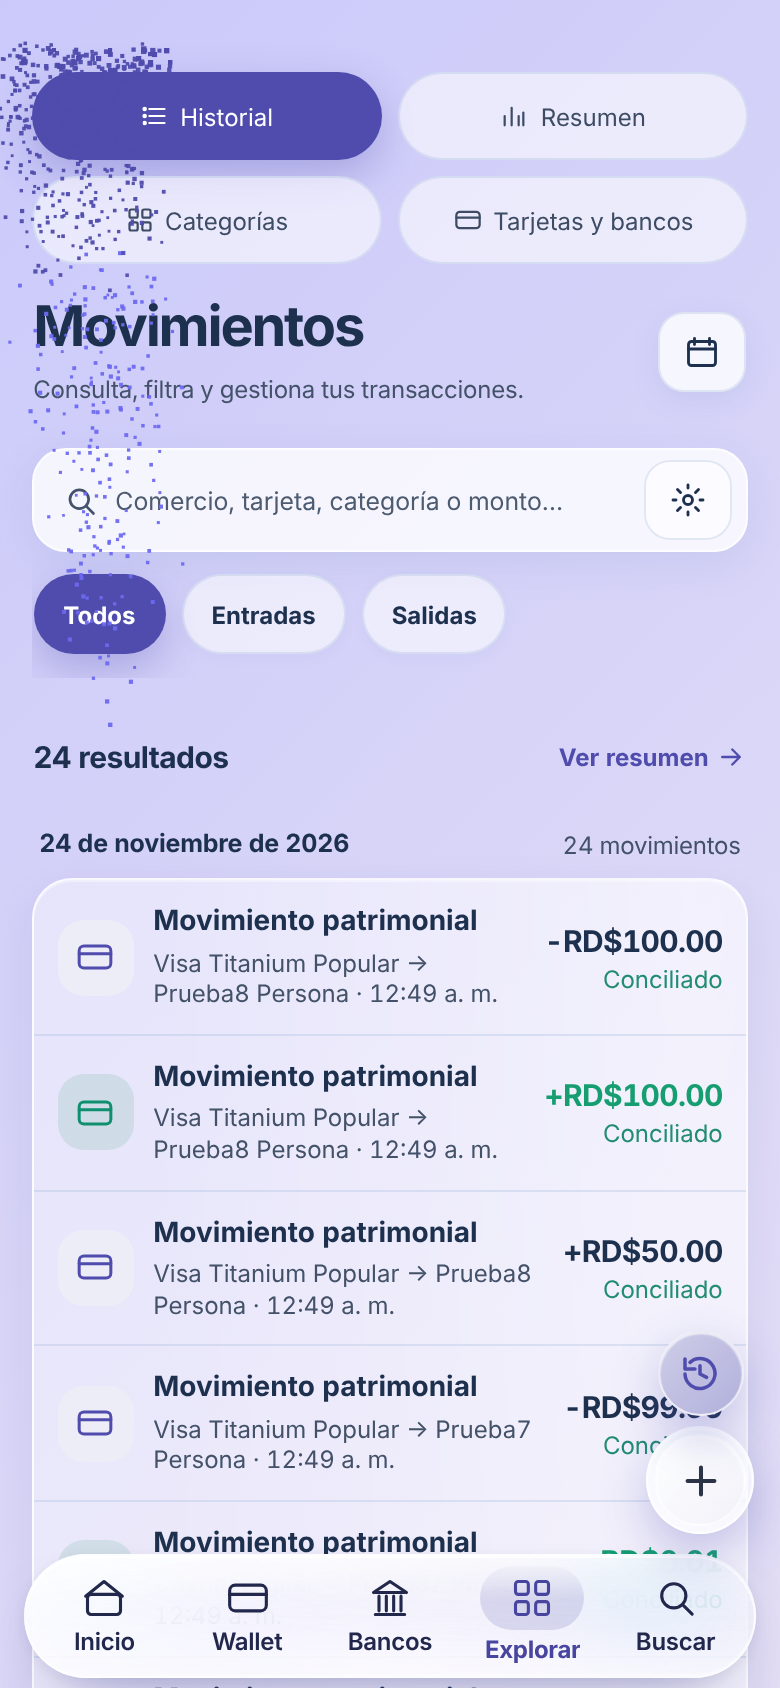 Historial
Resumen
Categorías
Tarjetas y bancos
Movimientos
Consulta, filtra y gestiona tus transacciones.
Comercio, tarjeta, categoría o monto...
Todos
Entradas
Salidas
24 resultados
Ver resumen →
24 de noviembre de 2026
24 movimientos
Movimiento patrimonial
Visa Titanium Popular →
Prueba8 Persona · 12:49 a. m.
-RD$100.00
Conciliado
Movimiento patrimonial
Visa Titanium Popular →
Prueba8 Persona · 12:49 a. m.
+RD$100.00
Conciliado
Movimiento patrimonial
Visa Titanium Popular → Prueba8
Persona · 12:49 a. m.
+RD$50.00
Conciliado
Movimiento patrimonial
Visa Titanium Popular → Prueba7
Persona · 12:49 a. m.
Movimiento patrimonial
12:49 a. m.
Inicio
Wallet
Bancos
Explorar
Buscar